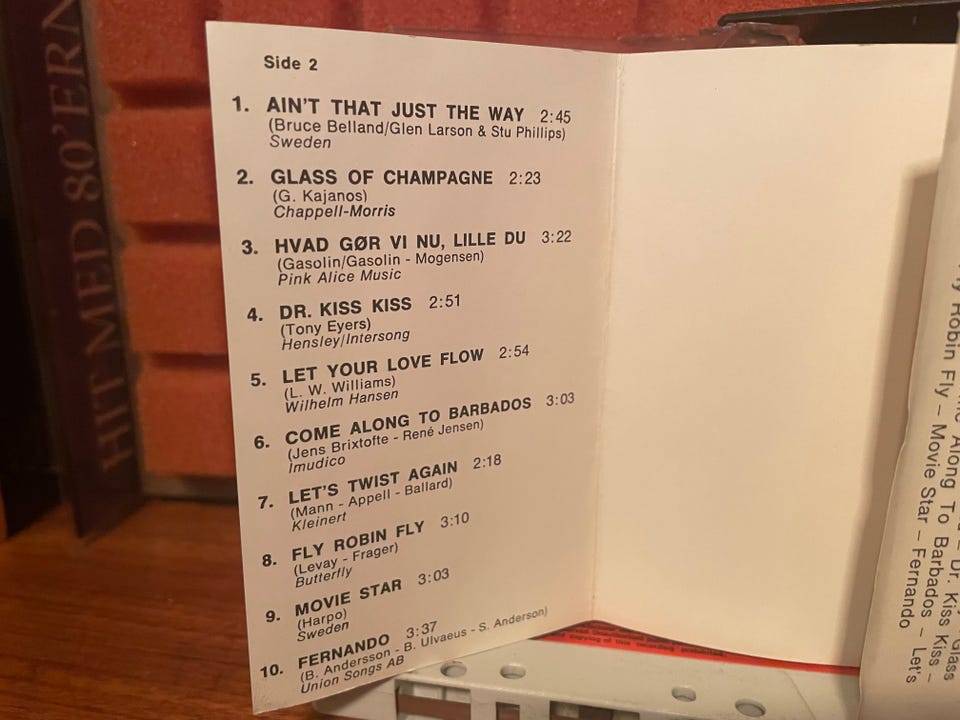 Side 2
1. AIN'T THAT JUST THE WAY 2:45
(Bruce Belland/Glen Larson & Stu Phillips)
Sweden
2. GLASS OF CHAMPAGNE 2:23
(G. Kajanos)
Chappell-Morris
3. HVAD GØR VI NU, LILLE DU 3:22
(Gasolin/Gasolin - Mogensen)
Pink Alice Music
4. DR. KISS KISS 2:51
(Tony Eyers)
Hensley/Intersong
5. LET YOUR LOVE FLOW 2:54
(L. W. Williams)
Wilhelm Hansen
6. COME ALONG TO BARBADOS 3:03
(Jens Brixtofte - René Jensen)
Imudico
7. LET'S TWIST AGAIN 2:18
(Mann - Appell - Ballard)
Kleinert
8. FLY ROBIN FLY 3:10
(Levay - Frager)
Butterfly
9. MOVIE STAR 3:03
(Harpo)
Sweden
10. FERNANDO 3:37
(B. Andersson - B. Ulvaeus - S. Anderson)
Union Songs AB
HIT MED 80'ERN
Glass
Dr. Kiss Kiss –
Along To Barbados – Let's
Robin Fly – Movie Star – Fernando
copying of this recording prohibited.